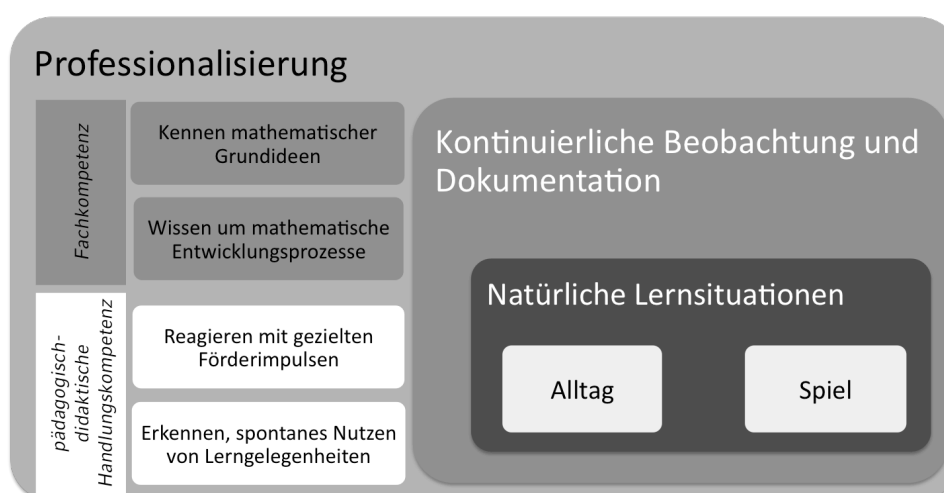 Professionalisierung
Fachkompetenz
Kennen mathematischer
Grundideen
Wissen um mathematische
Entwicklungsprozesse
pädagogisch-
didaktische
Handlungskompetenz
Reagieren mit gezielten
Förderimpulsen
Erkennen, spontanes Nutzen
von Lerngelegenheiten
Kontinuierliche Beobachtung und
Dokumentation
Natürliche Lernsituationen
Alltag
Spiel